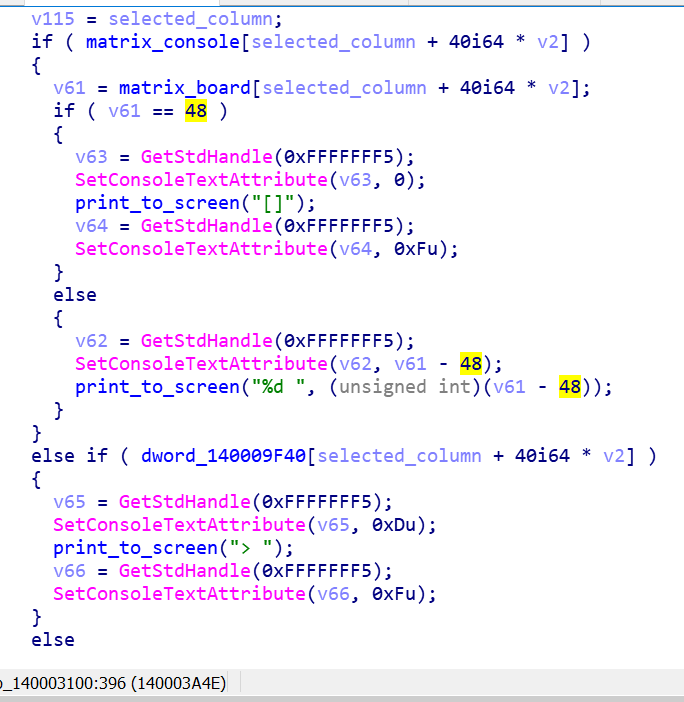 v115 = selected_column;
if ( matrix_console[selected_column + 40i64 * v2] )
{
v61 = matrix_board[selected_column + 40i64 * v2];
if ( v61 == 48 )
{
v63 = GetStdHandle(0xFFFFFFF5);
SetConsoleTextAttribute(v63, 0);
print_to_screen("[]");
v64 = GetStdHandle(0xFFFFFFF5);
SetConsoleTextAttribute(v64, 0xFu);
}
else
{
v62 = GetStdHandle(0xFFFFFFF5);
SetConsoleTextAttribute(v62, v61 - 48);
print_to_screen("%d ", (unsigned int)(v61 - 48));
}
}
else if ( dword_140009F40[selected_column + 40i64 * v2] )
{
v65 = GetStdHandle(0xFFFFFFF5);
SetConsoleTextAttribute(v65, 0xDu);
print_to_screen("> ");
v66 = GetStdHandle(0xFFFFFFF5);
SetConsoleTextAttribute(v66, 0xFu);
}
else
_140003100:396 (140003A4E)